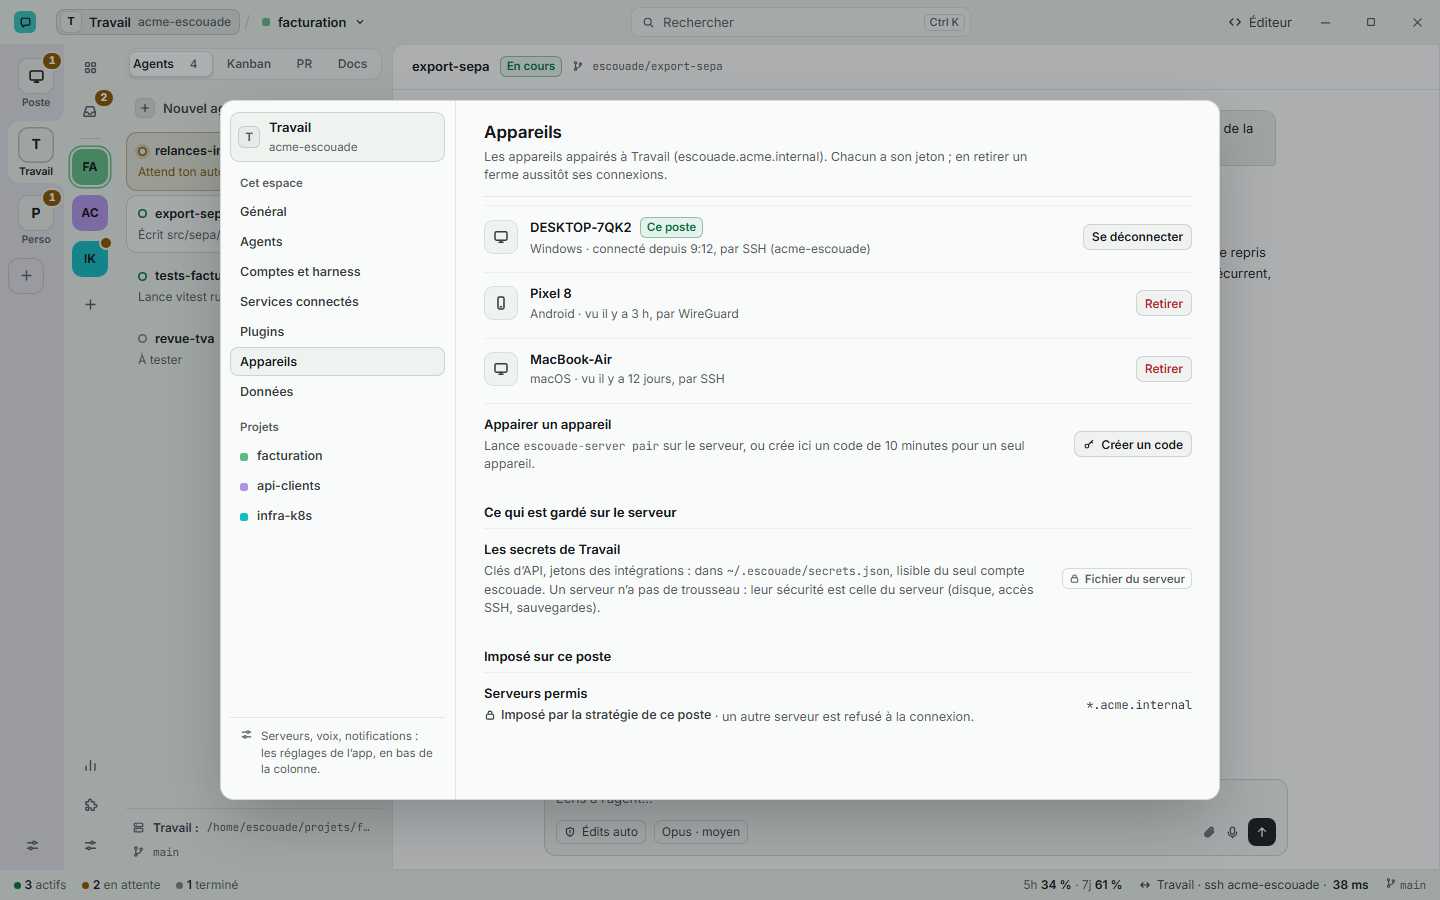 T Travail acme-escouade / facturation
Rechercher Ctrl K
Éditeur
1
Poste
T
Travail
1
P
Perso
2
FA
AC
IK
Agents 4 Kanban PR Docs
Nouvel ag
relances-i
Attend ton auto
export-sep
Écrit src/sepa/
tests-factu
Lance vitest ru
revue-tva
À tester
Travail : /home/escouade/projets/f…
main
export-sepa En cours escouade/export-sepa
de la
e repris
écurrent,
T
Travail
acme-escouade
Cet espace
Général
Agents
Comptes et harness
Services connectés
Plugins
Appareils
Données
Projets
facturation
api-clients
infra-k8s
Serveurs, voix, notifications :
les réglages de l’app, en bas de
la colonne.
Appareils
Les appareils appairés à Travail (escouade.acme.internal). Chacun a son jeton ; en retirer un
ferme aussitôt ses connexions.
DESKTOP-7QK2 Ce poste
Windows · connecté depuis 9:12, par SSH (acme-escouade)
Se déconnecter
Pixel 8
Android · vu il y a 3 h, par WireGuard
Retirer
MacBook-Air
macOS · vu il y a 12 jours, par SSH
Retirer
Appairer un appareil
Lance escouade-server pair sur le serveur, ou crée ici un code de 10 minutes pour un seul
appareil.
Créer un code
Ce qui est gardé sur le serveur
Les secrets de Travail
Clés d’API, jetons des intégrations : dans ~/.escouade/secrets.json, lisible du seul compte
escouade. Un serveur n’a pas de trousseau : leur sécurité est celle du serveur (disque, accès
SSH, sauvegardes).
Fichier du serveur
Imposé sur ce poste
Serveurs permis
Imposé par la stratégie de ce poste · un autre serveur est refusé à la connexion.
*.acme.internal
Édits auto Opus · moyen
3 actifs 2 en attente 1 terminé
5h 34 % · 7j 61 % Travail · ssh acme-escouade · 38 ms main